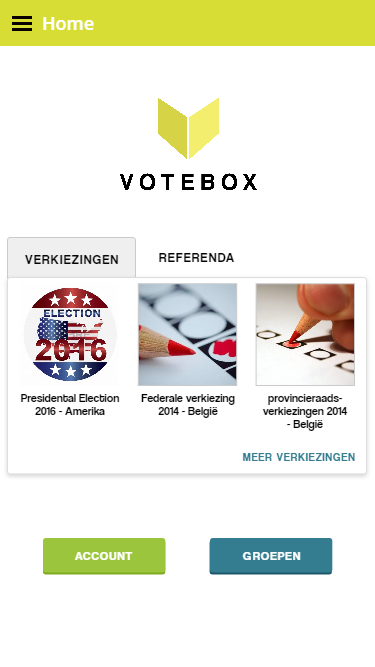 Home
VOTEBOX
VERKIEZINGEN
REFERENDA
ELECTION
2016
Presidental Election
2016 - Amerika
Federale verkiezing
2014 - België
provincieraads-
verkiezingen 2014
- België
MEER VERKIEZINGEN
ACCOUNT
GROEPEN